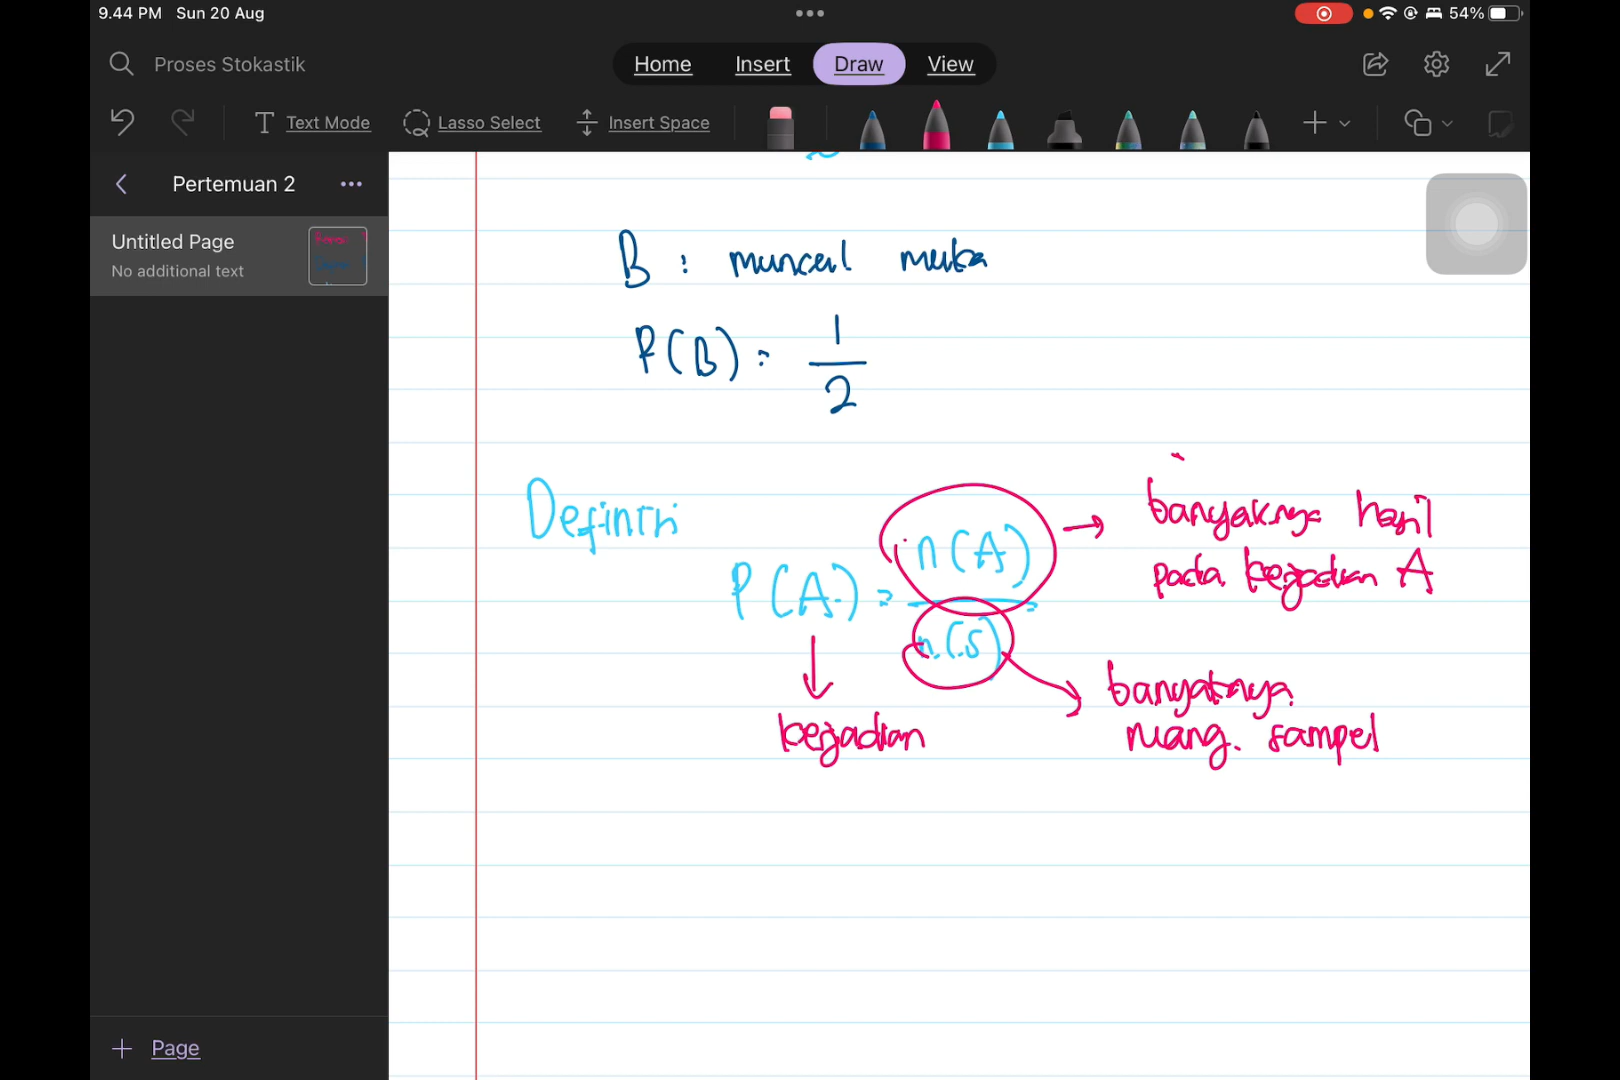 9.44 PM Sun 20 Aug
54%
Proses Stokastik
Home Insert Draw View
Text Mode Lasso Select Insert Space
Pertemuan 2
Untitled Page
No additional text
B : muncul muka
P(B) = 1/2
Definisi
P(A) = n(A)/n(S)
→ banyaknya hasil
pada kejadian A
kejadian
banyaknya
ruang sampel
+ Page